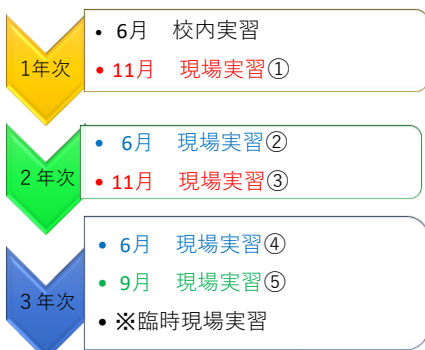 1年次
• 6月　校内実習
• 11月　現場実習①
２年次
• 6月　現場実習②
• 11月　現場実習③
３年次
• 6月　現場実習④
• 9月　現場実習⑤
• ※臨時現場実習